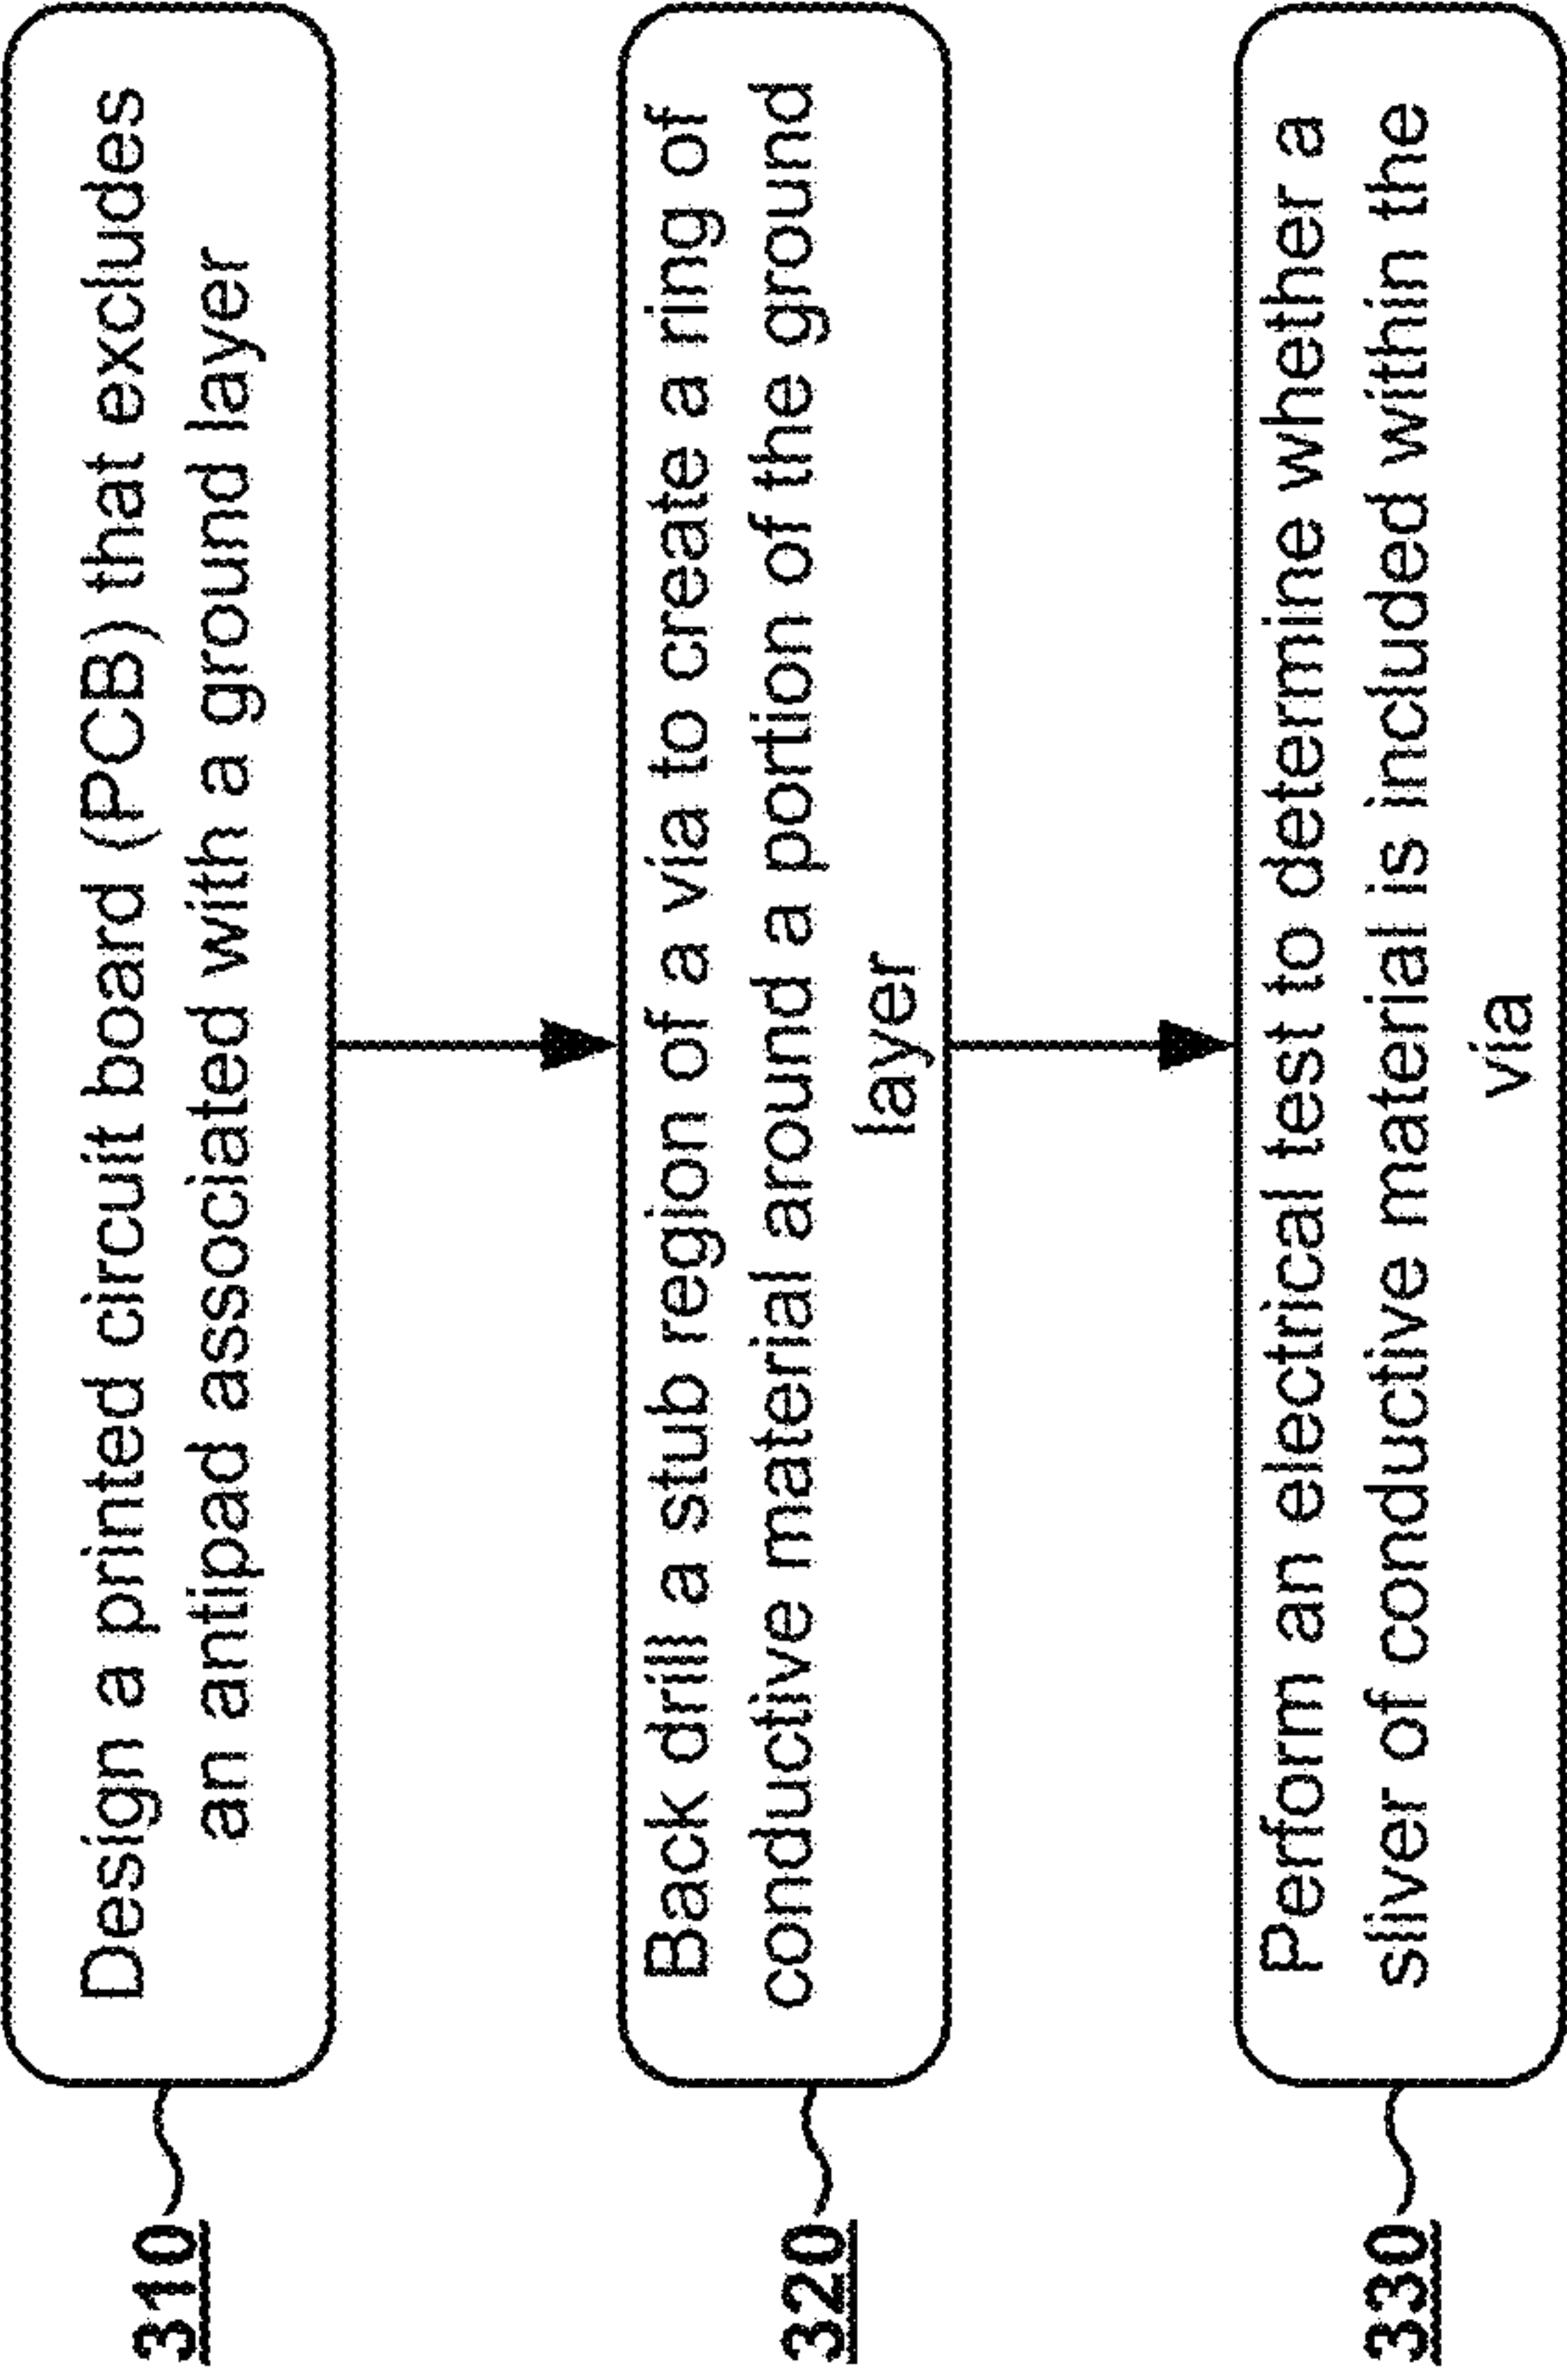 310
Design a printed circuit board (PCB) that excludes
an antipad associated with a ground layer
320
Back drill a stub region of a via to create a ring of
conductive material around a portion of the ground
layer
330
Perform an electrical test to determine whether a
sliver of conductive material is included within the
via